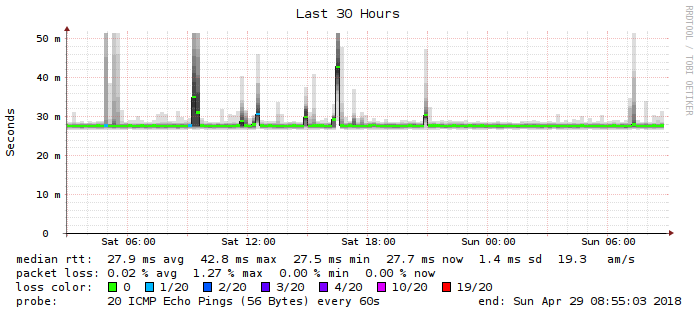 Last 30 Hours
RRDTOOL / TOBI OETIKER
Seconds
50 m
40 m
30 m
20 m
10 m
0
Sat 06:00 Sat 12:00 Sat 18:00 Sun 00:00 Sun 06:00
median rtt: 27.9 ms avg 42.8 ms max 27.5 ms min 27.7 ms now 1.4 ms sd 19.3 am/s
packet loss: 0.02 % avg 1.27 % max 0.00 % min 0.00 % now
loss color: 0 1/20 2/20 3/20 4/20 10/20 19/20
probe: 20 ICMP Echo Pings (56 Bytes) every 60s end: Sun Apr 29 08:55:03 2018